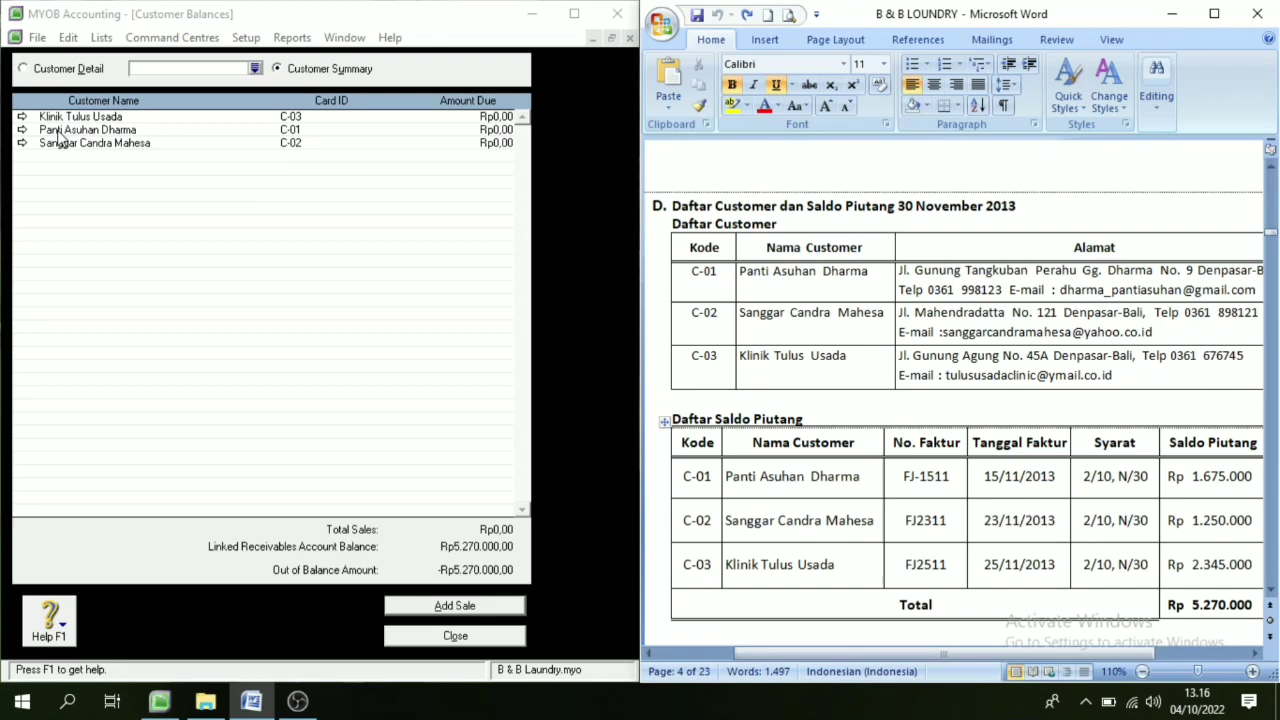 MYOB Accounting - [Customer Balances]
File Edit Lists Command Centres Setup Reports Window Help
Customer Detail Customer Summary
Customer Name Card ID Amount Due
Klinik Tulus Usada C-03 Rp0,00
Panti Asuhan Dharma C-01 Rp0,00
Sanggar Candra Mahesa C-02 Rp0,00
Total Sales: Rp0,00
Linked Receivables Account Balance: Rp5.270.000,00
Out of Balance Amount: -Rp5.270.000,00
Help F1
Add Sale
Close
Press F1 to get help. B & B Laundry.myo
B & B LOUNDRY - Microsoft Word
Home Insert Page Layout References Mailings Review View
Paste
Calibri 11
B I U abc x₂ x²
ab A Aa A A
Quick Styles
Change Styles
Editing
Clipboard Font Paragraph Styles
D. Daftar Customer dan Saldo Piutang 30 November 2013
Daftar Customer
Kode Nama Customer Alamat
C-01 Panti Asuhan Dharma Jl. Gunung Tangkuban Perahu Gg. Dharma No. 9 Denpasar-B
Telp 0361 998123 E-mail : dharma_pantiasuhan@gmail.com
C-02 Sanggar Candra Mahesa Jl. Mahendradatta No. 121 Denpasar-Bali, Telp 0361 898121
E-mail :sanggarcandramahesa@yahoo.co.id
C-03 Klinik Tulus Usada Jl. Gunung Agung No. 45A Denpasar-Bali, Telp 0361 676745
E-mail : tulususadaclinic@ymail.co.id
Daftar Saldo Piutang
Kode Nama Customer No. Faktur Tanggal Faktur Syarat Saldo Piutang
C-01 Panti Asuhan Dharma FJ-1511 15/11/2013 2/10, N/30 Rp 1.675.000
C-02 Sanggar Candra Mahesa FJ2311 23/11/2013 2/10, N/30 Rp 1.250.000
C-03 Klinik Tulus Usada FJ2511 25/11/2013 2/10, N/30 Rp 2.345.000
Total Rp 5.270.000
Activate Windows
Go to Settings to activate Windows.
Page: 4 of 23 Words: 1.497 Indonesian (Indonesia) 110%
13.16
04/10/2022